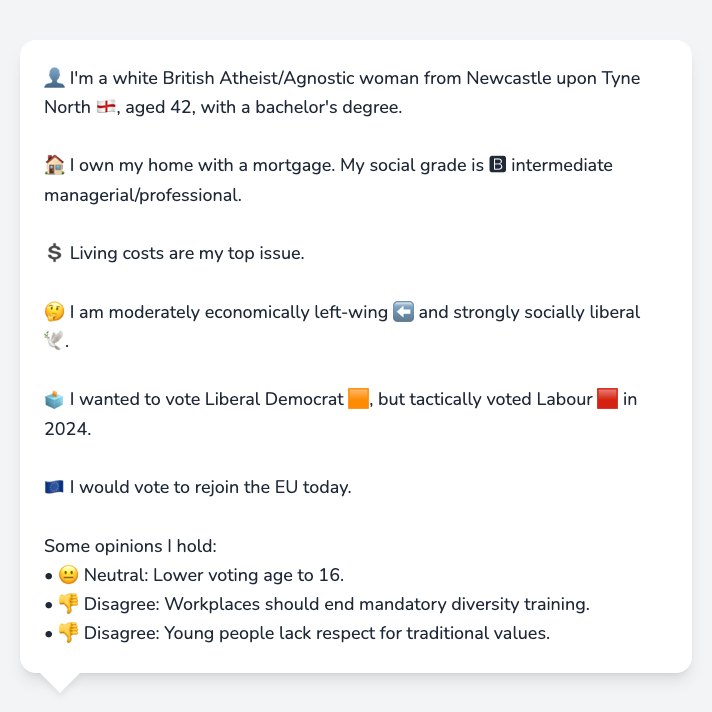 👤 I'm a white British Atheist/Agnostic woman from Newcastle upon Tyne
North 🏴󠁧󠁢󠁥󠁮󠁧󠁿, aged 42, with a bachelor's degree.
🏠 I own my home with a mortgage. My social grade is 🅱 intermediate
managerial/professional.
💲 Living costs are my top issue.
🤔 I am moderately economically left-wing ⬅️ and strongly socially liberal
🕊️.
🗳️ I wanted to vote Liberal Democrat 🟧, but tactically voted Labour 🟥 in
2024.
🇪🇺 I would vote to rejoin the EU today.
Some opinions I hold:
• 😐 Neutral: Lower voting age to 16.
• 👎 Disagree: Workplaces should end mandatory diversity training.
• 👎 Disagree: Young people lack respect for traditional values.